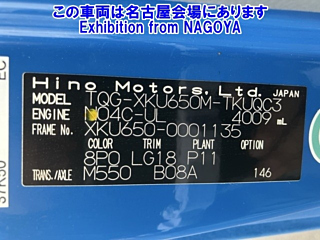 この車両は名古屋会場にあります
Exhibition from NAGOYA
Hino Motors, Ltd. JAPAN
MODEL TQG-XKU650M-TKUQC3
ENGINE N04C-UL 4009 mL
FRAME No. XKU650-0001135
COLOR TRIM PLANT OPTION
8P0 LG18 P11
TRANS./AXLE M550 B08A 146